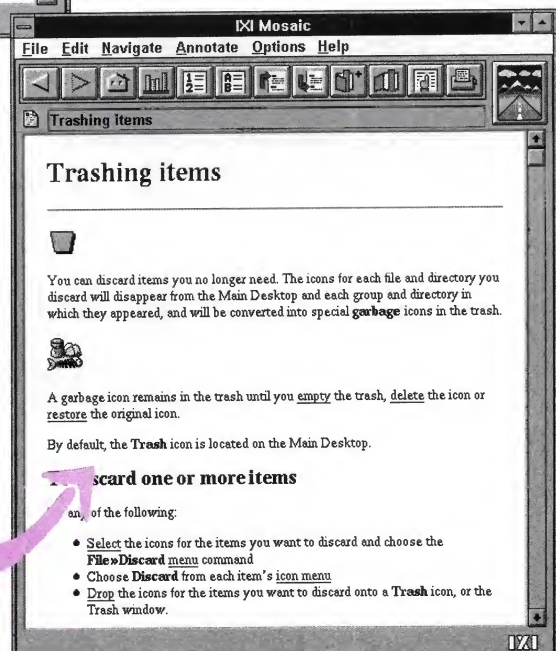 IXI Mosaic
File Edit Navigate Annotate Options Help
Trashing items
Trashing items
You can discard items you no longer need. The icons for each file and directory you
discard will disappear from the Main Desktop and each group and directory in
which they appeared, and will be converted into special garbage icons in the trash.
A garbage icon remains in the trash until you empty the trash, delete the icon or
restore the original icon.
By default, the Trash icon is located on the Main Desktop.
scard one or more items
any of the following:
Select the icons for the items you want to discard and choose the
File»Discard menu command
Choose Discard from each item's icon menu
Drop the icons for the items you want to discard onto a Trash icon, or the
Trash window.
IXI